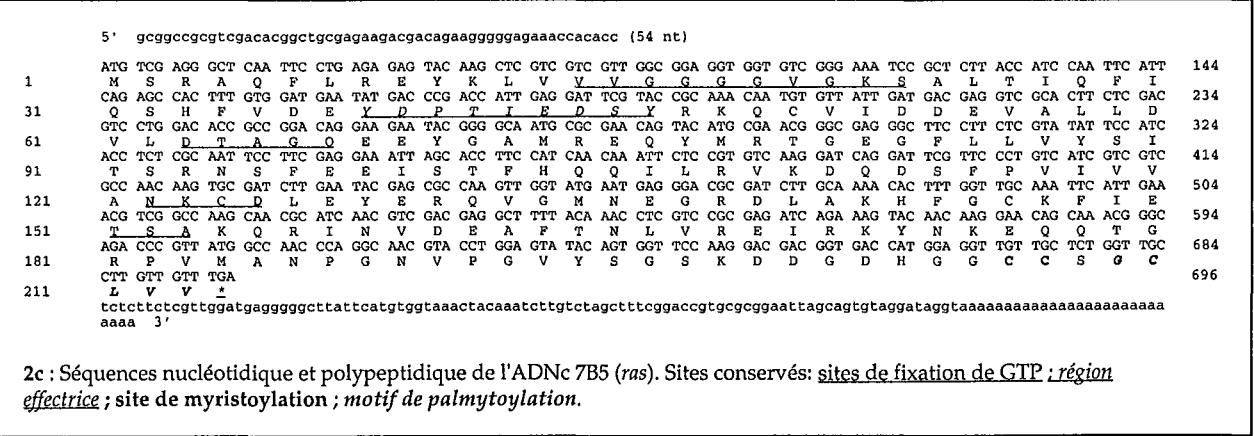 5' gcggccgcgtcgacacggctgcgagaagacgacagaagggggagaaaccacacc (54 nt)
ATG TCG AGG GCT CAA TTC CTG AGA GAG TAC AAG CTC GTC GTC GTT GGC GGA GGT GGT GTC GGG AAA TCC GCT CTT ACC ATC CAA TTC ATT 144
1 M S R A Q F L R E Y K L V V V G G G G V G K S A L T I Q F I
CAG AGC CAC TTT GTG GAT GAA TAT GAC CCG ACC ATT GAG GAT TCG TAC CGC AAA CAA TGT GTT ATT GAT GAC GAG GTC GCA CTT CTC GAC 234
31 Q S H F V D E Y D P T I E D S Y R K Q C V I D D E V A L L D
GTC CTG GAC ACC GCC GGA CAG GAA GAA TAC GGG GCA ATG CGC GAA CAG TAC ATG CGA ACG GGC GAG GGC TTC CTT CTC GTA TAT TCC ATC 324
61 V L D T A G Q E E Y G A M R E Q Y M R T G E G F L L V Y S I
ACC TCT CGC AAT TCC TTC GAG GAA ATT AGC ACC TTC CAT CAA CAA ATT CTC CGT GTC AAG GAT CAG GAT TCG TTC CCT GTC ATC GTC GTC 414
91 T S R N S F E E I S T F H Q Q I L R V K D Q D S F P V I V V
GCC AAC AAG TGC GAT CTT GAA TAC GAG CGC CAA GTT GGT ATG AAT GAG GGA CGC GAT CTT GCA AAA CAC TTT GGT TGC AAA TTC ATT GAA 504
121 A N K C D L E Y E R Q V G M N E G R D L A K H F G C K F I E
ACG TCG GCC AAG CAA CGC ATC AAC GTC GAC GAG GCT TTT ACA AAC CTC GTC CGC GAG ATC AGA AAG TAC AAC AAG GAA CAG CAA ACG GGC 594
151 T S A K Q R I N V D E A F T N L V R E I R K Y N K E Q Q T G
AGA CCC GTT ATG GCC AAC CCA GGC AAC GTA CCT GGA GTA TAC AGT GGT TCC AAG GAC GAC GGT GAC CAT GGA GGT TGT TGC TCT GGT TGC 684
181 R P V M A N P G N V P G V Y S G S K D D G D H G G C C S G C
CTT GTT GTT TGA 696
211 L V V *
tctcttctcgttggatgagggggcttattcatgtggtaaactacaaatcttgtctagctttcggaccgtgcgcggaattagcagtgtaggataggtaaaaaaaaaaaaaaaaaaaaaaaa
aaaa 3'
2c : Séquences nucléotidique et polypeptidique de l'ADNc 7B5 (ras). Sites conservés: sites de fixation de GTP ; région
effectrice ; site de myristoylation ; motif de palmytoylation.